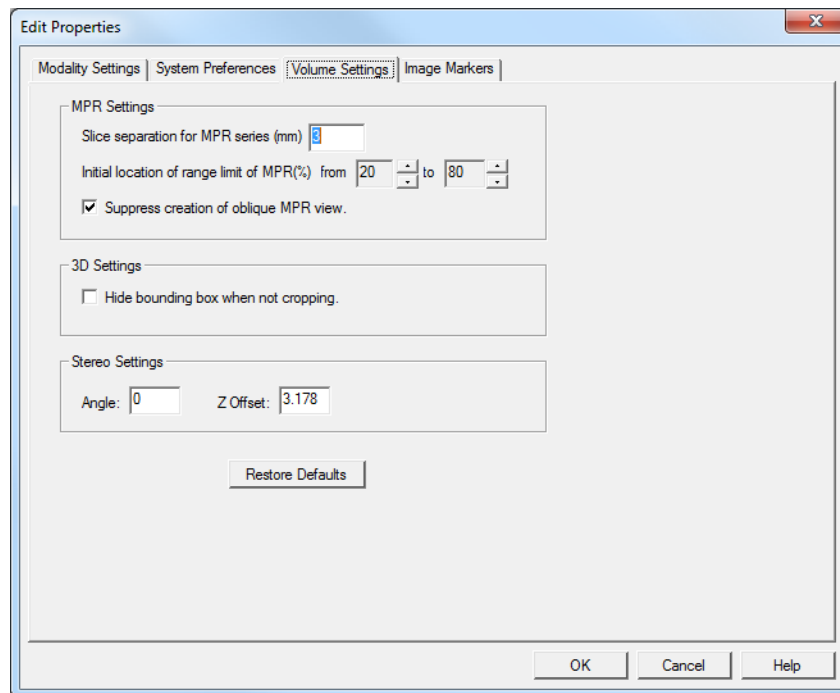 Edit Properties
Modality Settings System Preferences Volume Settings Image Markers
MPR Settings
Slice separation for MPR series (mm) 3
Initial location of range limit of MPR(%) from 20 to 80
Suppress creation of oblique MPR view.
3D Settings
Hide bounding box when not cropping.
Stereo Settings
Angle: 0 Z Offset: 3.178
Restore Defaults
OK Cancel Help